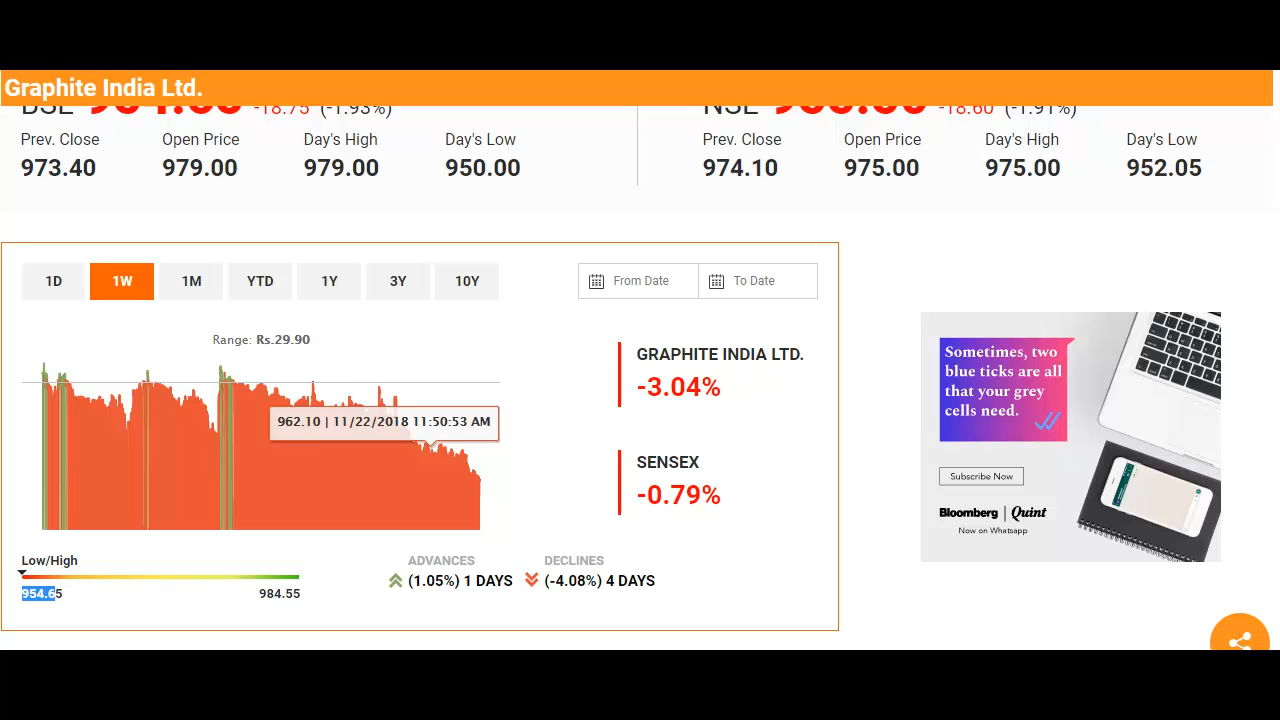 Graphite India Ltd.
BSE -18.75 (-1.93%)
NSE -18.60 (-1.91%)
Prev. Close Open Price Day's High Day's Low
973.40 979.00 979.00 950.00
Prev. Close Open Price Day's High Day's Low
974.10 975.00 975.00 952.05
1D 1W 1M YTD 1Y 3Y 10Y
From Date To Date
Range: Rs.29.90
962.10 | 11/22/2018 11:50:53 AM
GRAPHITE INDIA LTD.
-3.04%
SENSEX
-0.79%
Low/High
954.65 984.55
ADVANCES
(1.05%) 1 DAYS
DECLINES
(-4.08%) 4 DAYS
Sometimes, two
blue ticks are all
that your grey
cells need.
Subscribe Now
Bloomberg | Quint
Now on Whatsapp